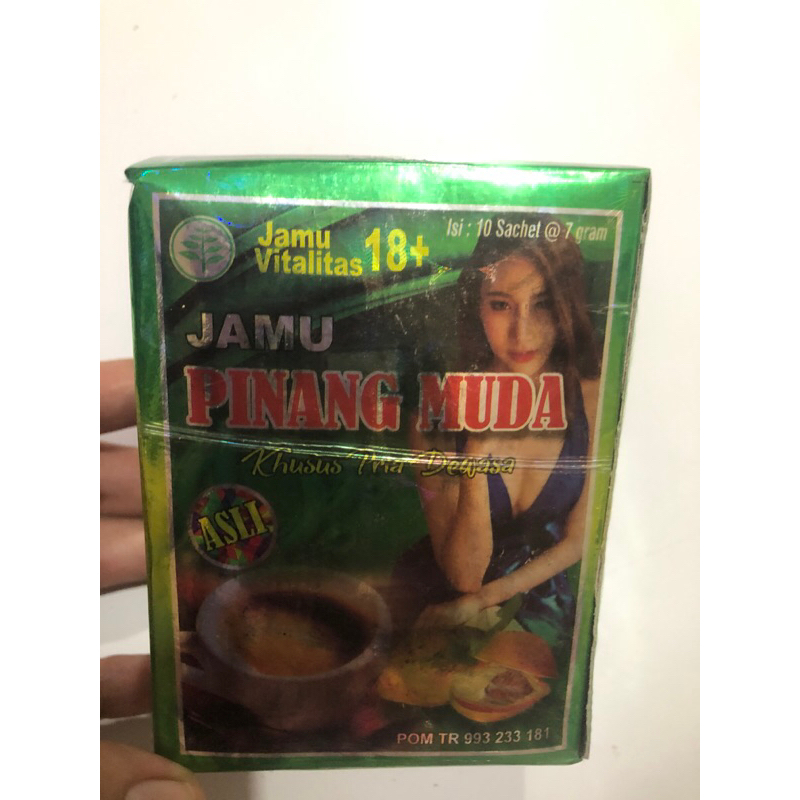 Jamu
Vitalitas 18+
Isi : 10 Sachet @ 7 gram
JAMU
PINANG MUDA
Khusus Pria Dewasa
ASLI
POM TR 993 233 181